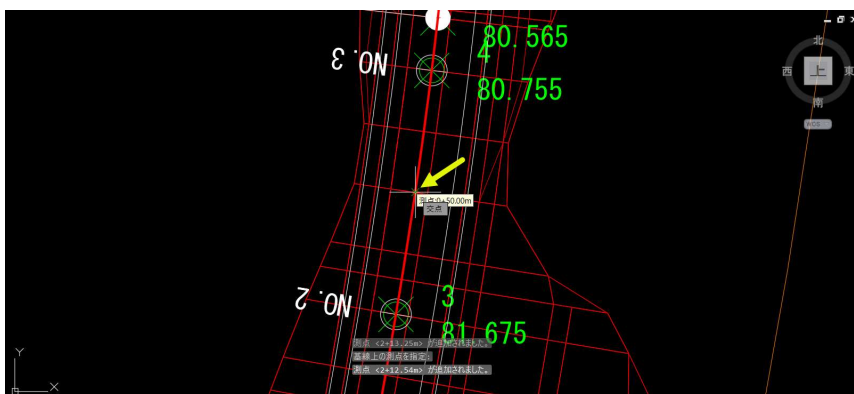 80.565
4
NO.3
80.755
北
西
上
東
南
WCS
測点:0+50.00m
交点
NO.2
3
81.675
測点 <2+13.25m> が追加されました。
基線上の測点を指定:
測点 <2+12.54m> が追加されました。
Y
X